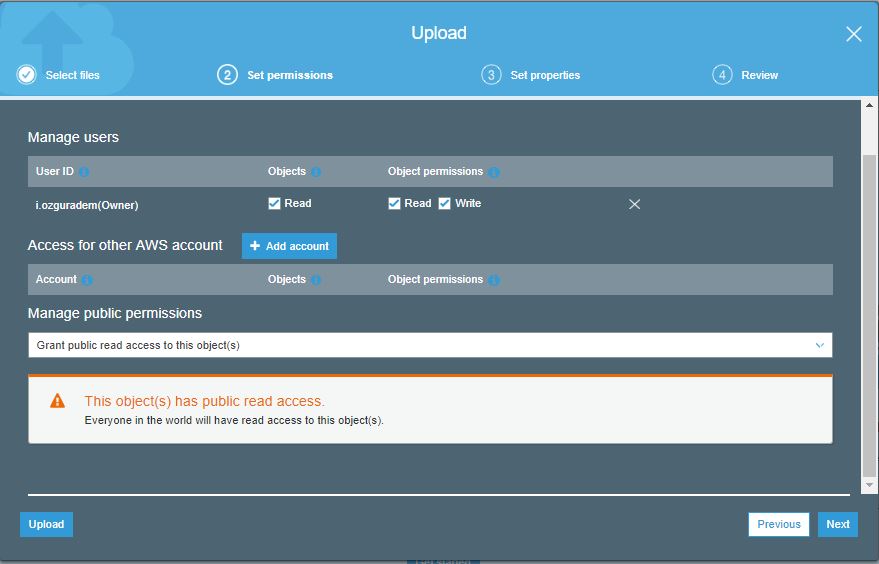 Upload
Select files
2 Set permissions
3 Set properties
4 Review
Manage users
User ID Objects Object permissions
i.ozguradem(Owner) Read Read Write
Access for other AWS account + Add account
Account Objects Object permissions
Manage public permissions
Grant public read access to this object(s)
This object(s) has public read access.
Everyone in the world will have read access to this object(s).
Upload Previous Next